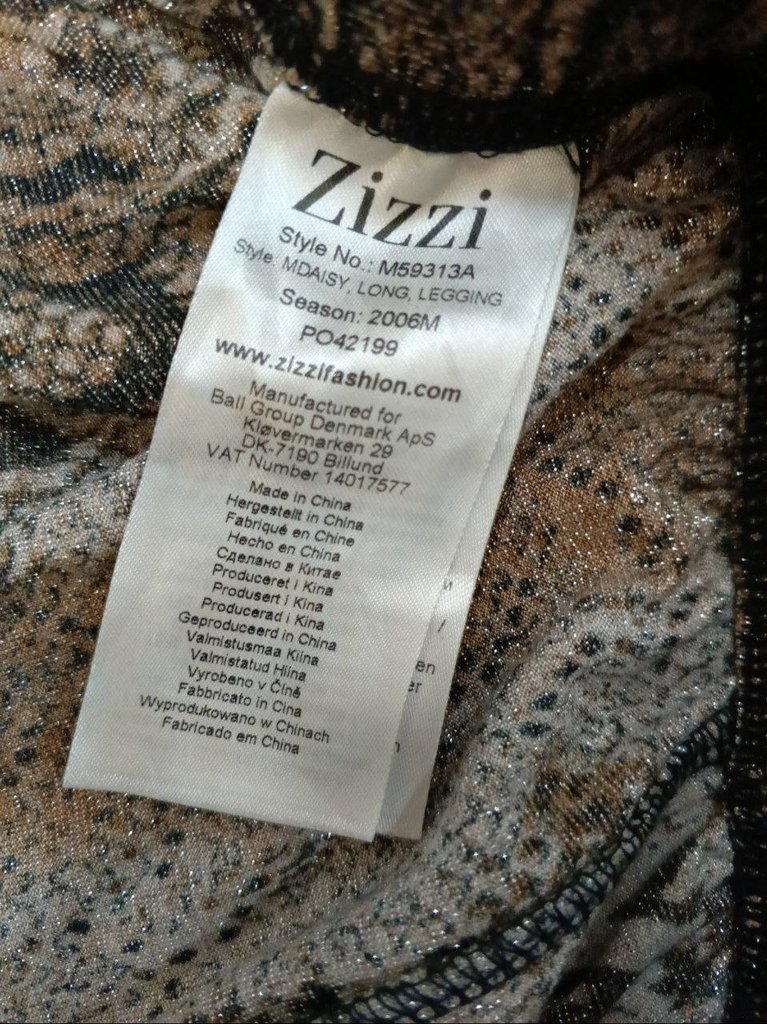 Zizzi
Style No.: M59313A
Style: MDAISY, LONG, LEGGING
Season: 2006M
PO42199
www.zizzifashion.com
Manufactured for
Ball Group Denmark ApS
Kløvermarken 29
DK-7190 Billund
VAT Number 14017577
Made in China
Hergestellt in China
Fabriqué en Chine
Hecho en China
Сделано в Китае
Produceret i Kina
Produsert i Kina
Producerad i Kina
Geproduceerd in China
Valmistusmaa Kiina
Valmistatud Hiina
Vyrobeno v Číně
Fabbricato in Cina
Wyprodukowano w Chinach
Fabricado em China